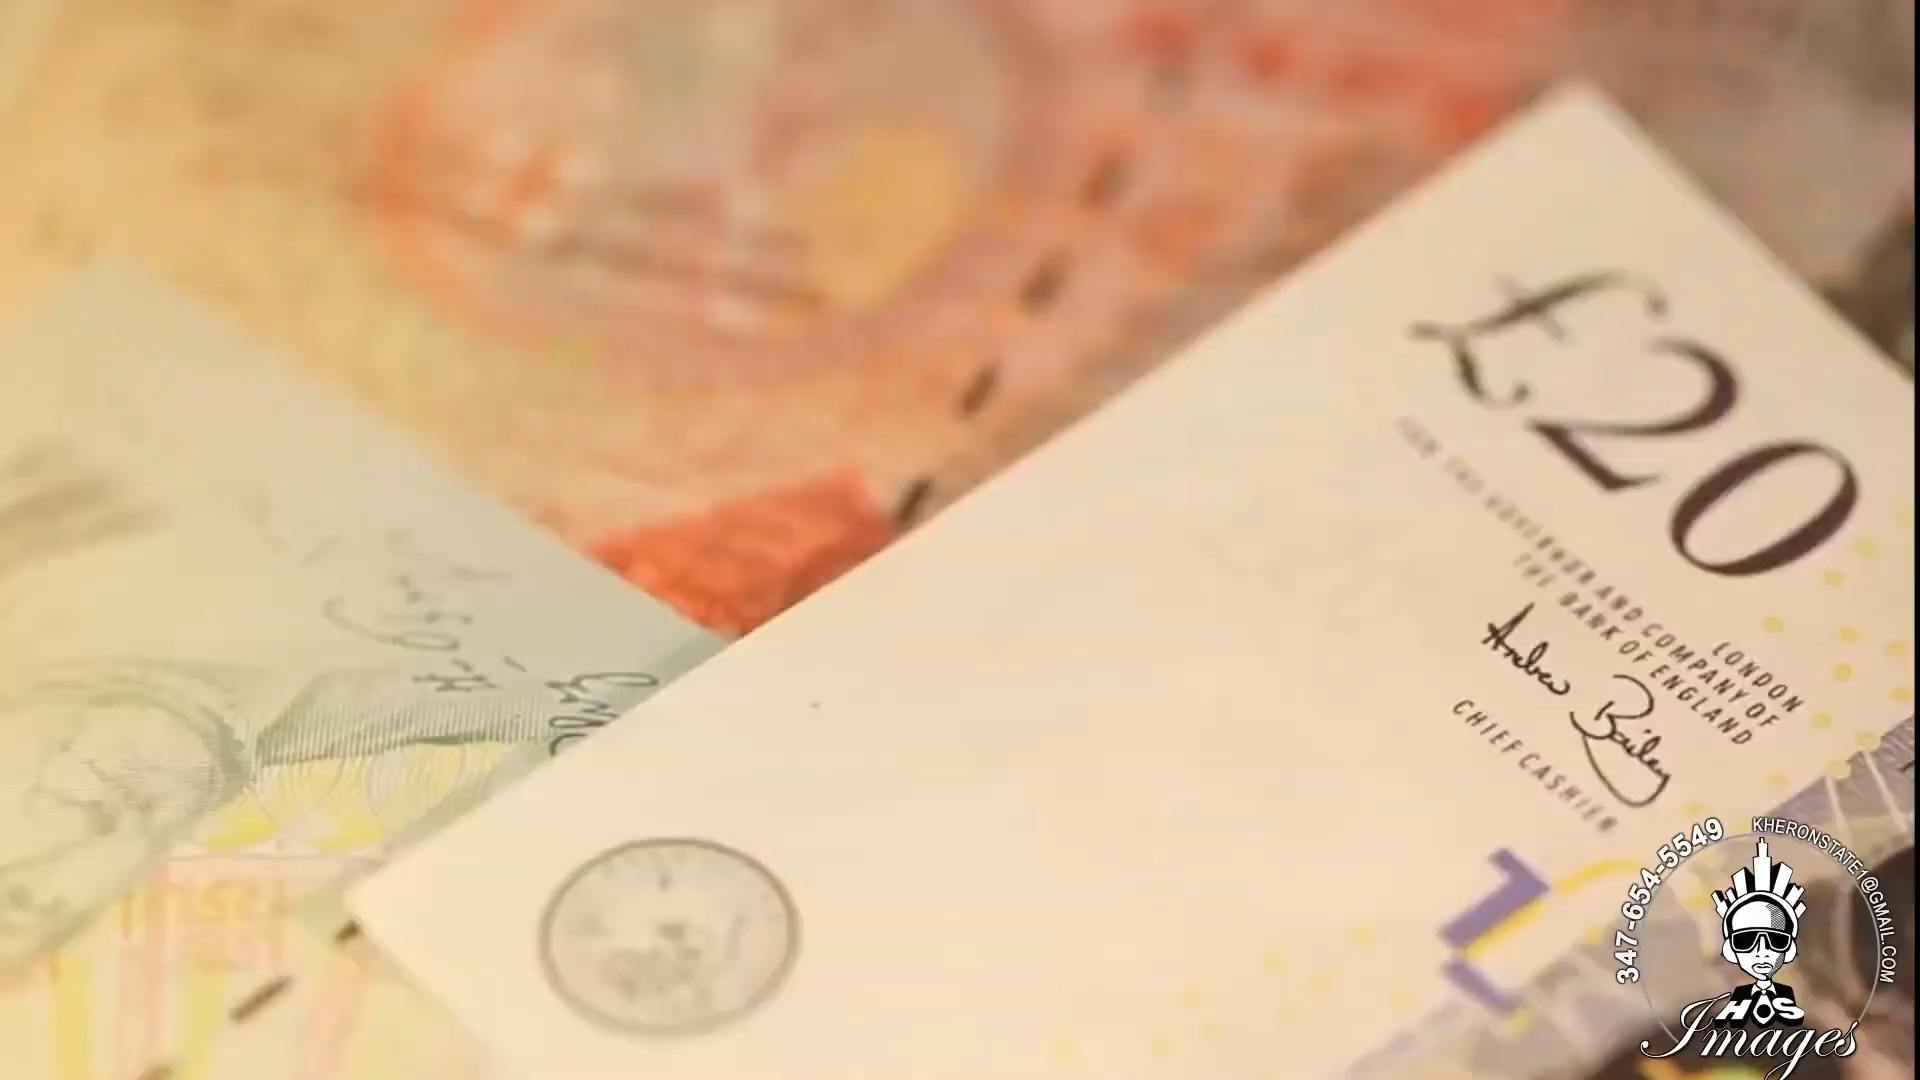 £20
FOR THE GOVERNOR AND COMPANY OF
THE BANK OF ENGLAND
LONDON
Andrew Bailey
CHIEF CASHIER
347-654-5549
KHERONSTATE1@GMAIL.COM
HOS
Images